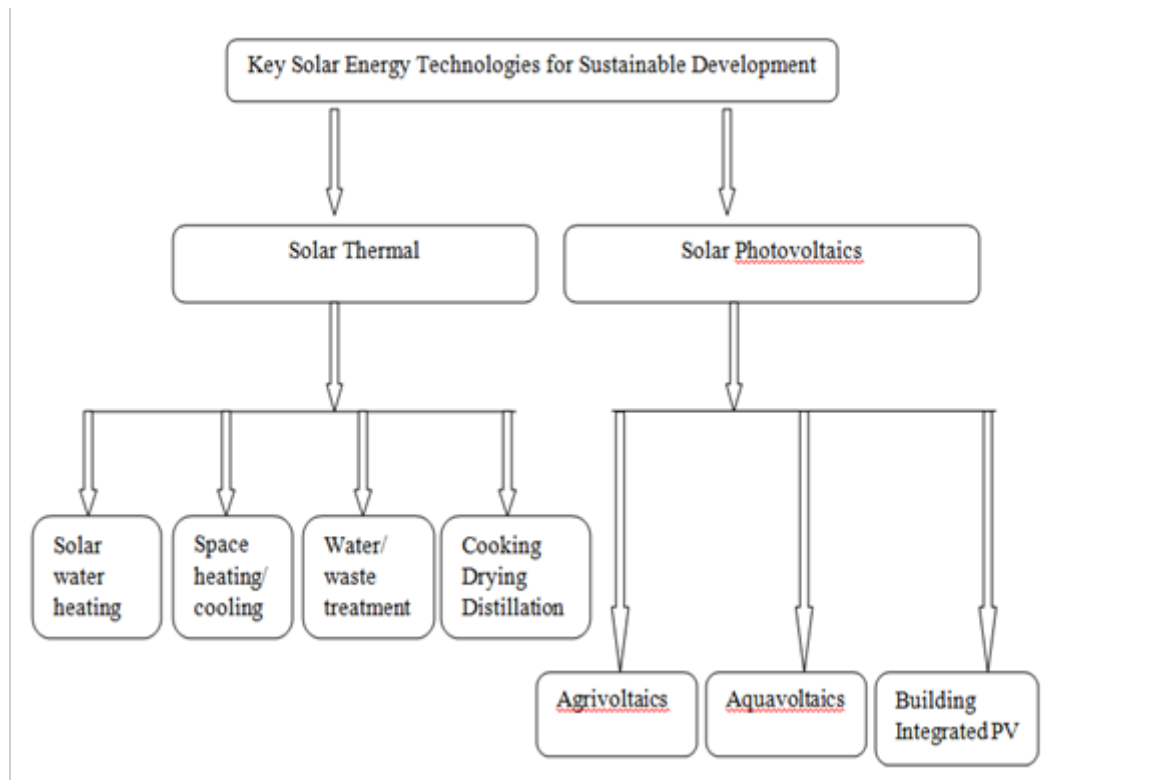 Key Solar Energy Technologies for Sustainable Development
Solar Thermal
Solar Photovoltaics
Solar
water
heating
Space
heating/
cooling
Water/
waste
treatment
Cooking
Drying
Distillation
Agrivoltaics
Aquavoltaics
Building
Integrated PV